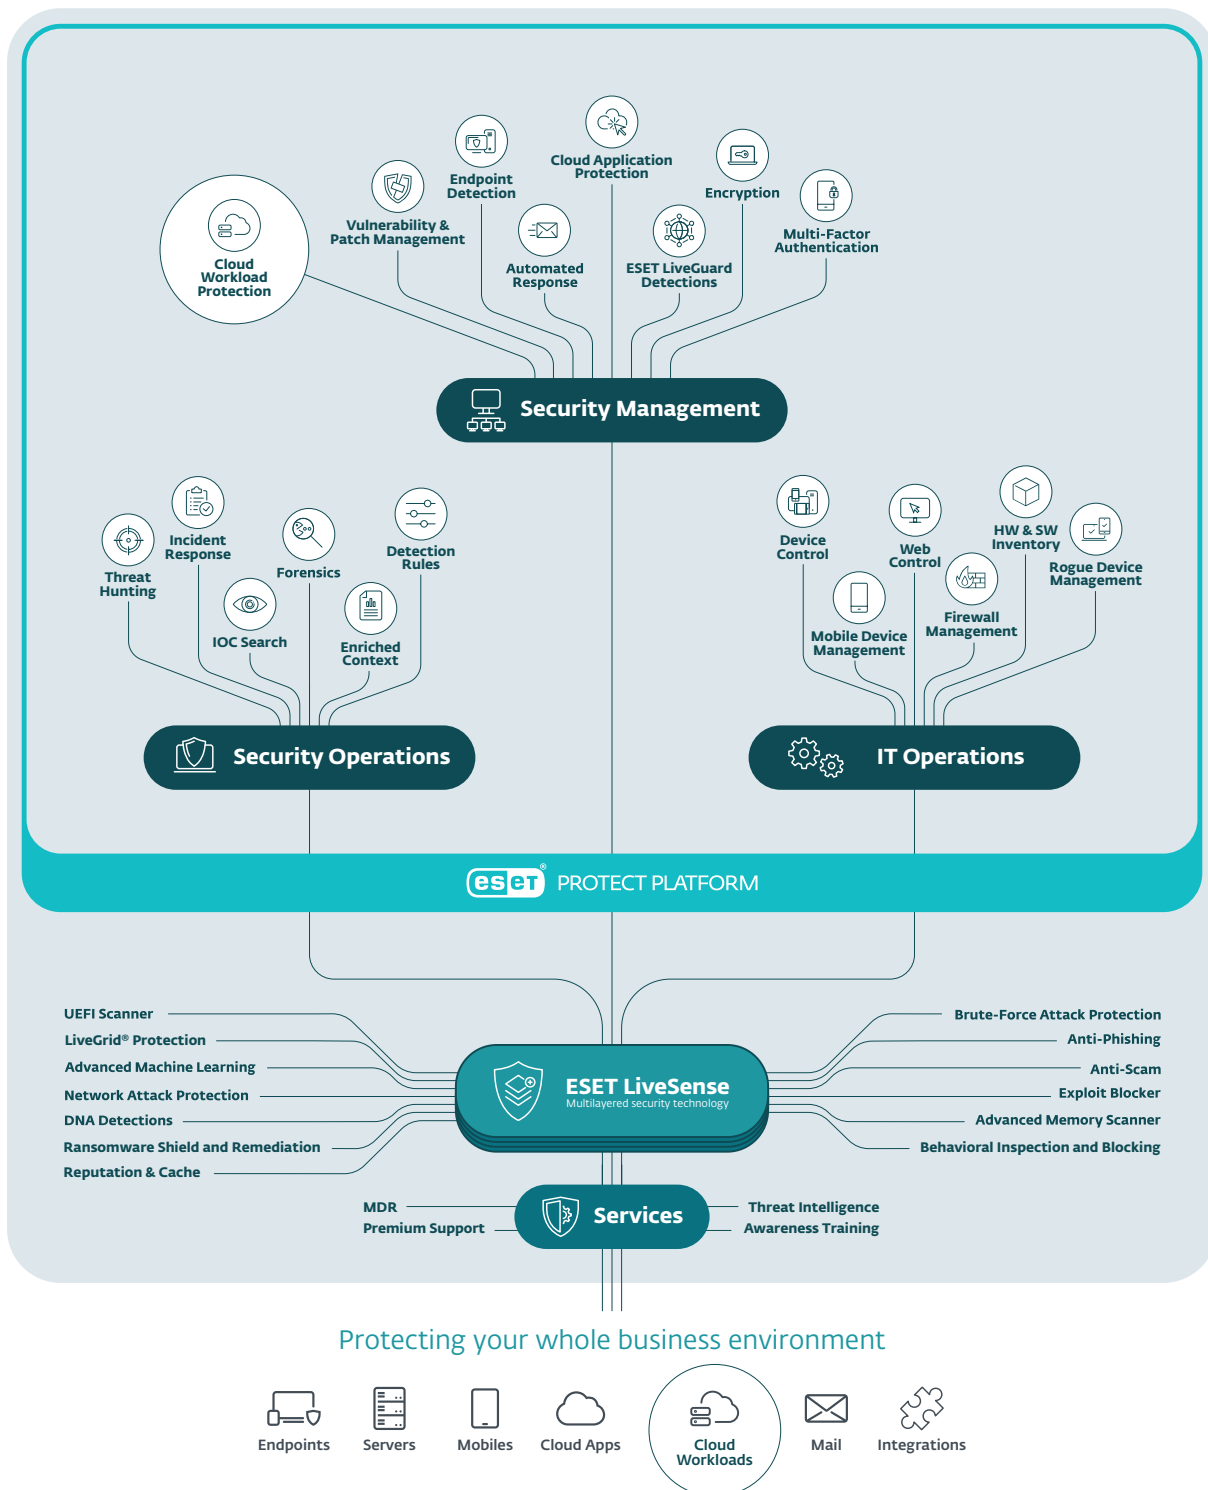 Cloud Application
Protection
Endpoint
Detection
Encryption
Vulnerability &
Patch Management
Multi-Factor
Authentication
Automated
Response
ESET LiveGuard
Detections
Cloud
Workload
Protection
Security Management
Incident
Response
Threat
Hunting
Forensics
Detection
Rules
IOC Search
Enriched
Context
Device
Control
Web
Control
HW & SW
Inventory
Rogue Device
Management
Mobile Device
Management
Firewall
Management
Security Operations
IT Operations
eseT® PROTECT PLATFORM
UEFI Scanner
LiveGrid® Protection
Advanced Machine Learning
Network Attack Protection
DNA Detections
Ransomware Shield and Remediation
Reputation & Cache
ESET LiveSense
Multilayered security technology
Brute-Force Attack Protection
Anti-Phishing
Anti-Scam
Exploit Blocker
Advanced Memory Scanner
Behavioral Inspection and Blocking
MDR
Premium Support
Services
Threat Intelligence
Awareness Training
Protecting your whole business environment
Endpoints
Servers
Mobiles
Cloud Apps
Cloud
Workloads
Mail
Integrations